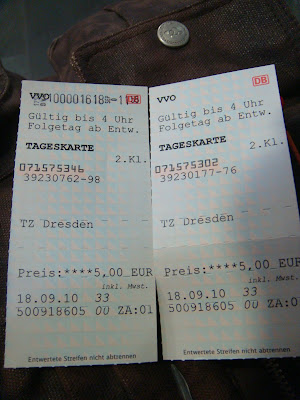 VVO
DB
Gültig bis 4 Uhr
Folgetag ab Entw.
TAGESKARTE
2.Kl.
071575346
39230762-98
TZ Dresden
Preis:****5,00 EUR
inkl. Mwst.
18.09.10 33
500918605 00 ZA:01
Entwertete Streifen nicht abtrennen
VVO
DB
Gültig bis 4 Uhr
Folgetag ab Entw.
TAGESKARTE
2.Kl.
071575302
39230177-76
TZ Dresden
Preis:****5,00 EUR
inkl. Mwst.
18.09.10 33
500918605 00 ZA:01
Entwertete Streifen nicht abtrennen